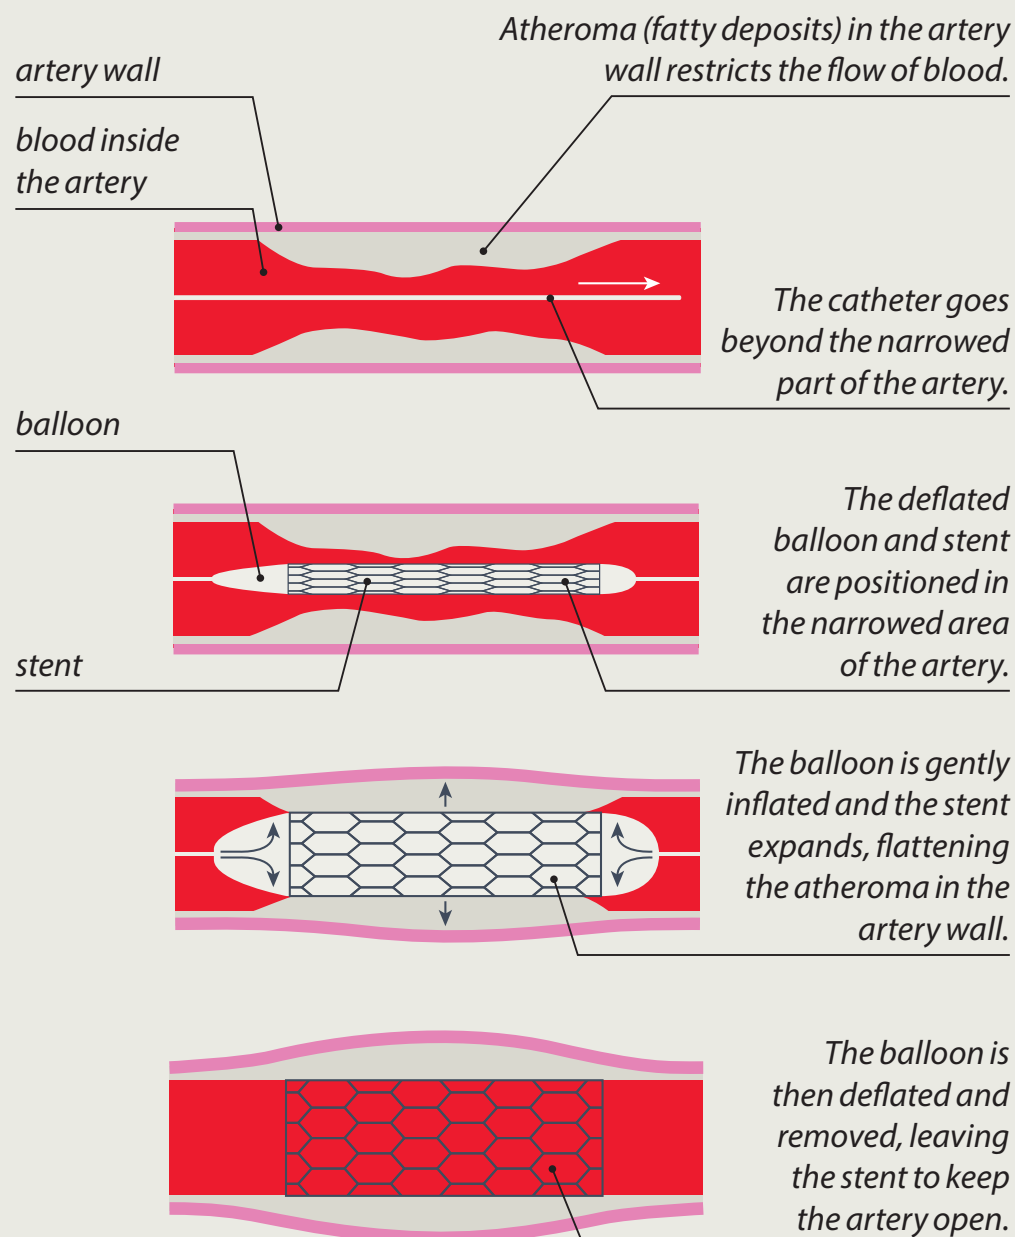 Atheroma (fatty deposits) in the artery
wall restricts the flow of blood.
artery wall
blood inside
the artery
The catheter goes
beyond the narrowed
part of the artery.
balloon
The deflated
balloon and stent
are positioned in
the narrowed area
of the artery.
stent
The balloon is gently
inflated and the stent
expands, flattening
the atheroma in the
artery wall.
The balloon is
then deflated and
removed, leaving
the stent to keep
the artery open.